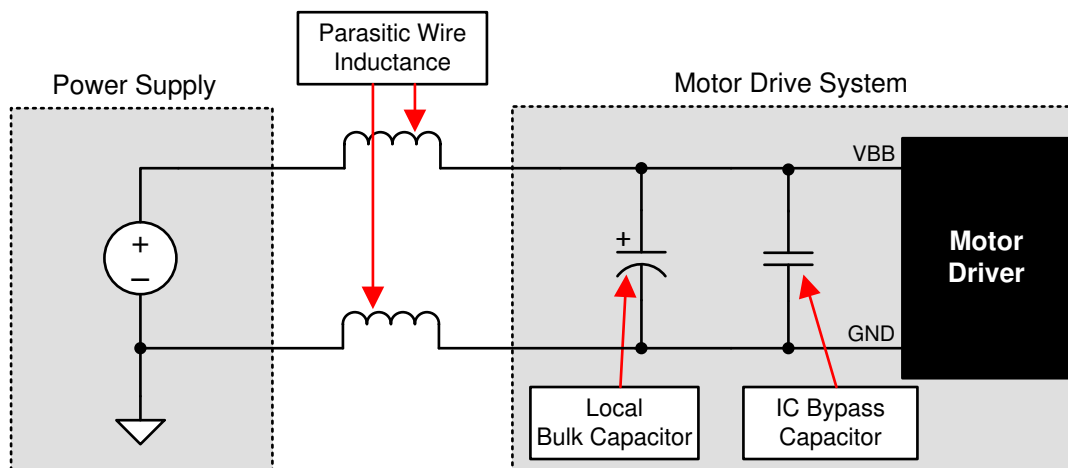 Parasitic Wire
Inductance
Power Supply
Motor Drive System
VBB
+
–
+
Motor
Driver
GND
Local
Bulk Capacitor
IC Bypass
Capacitor